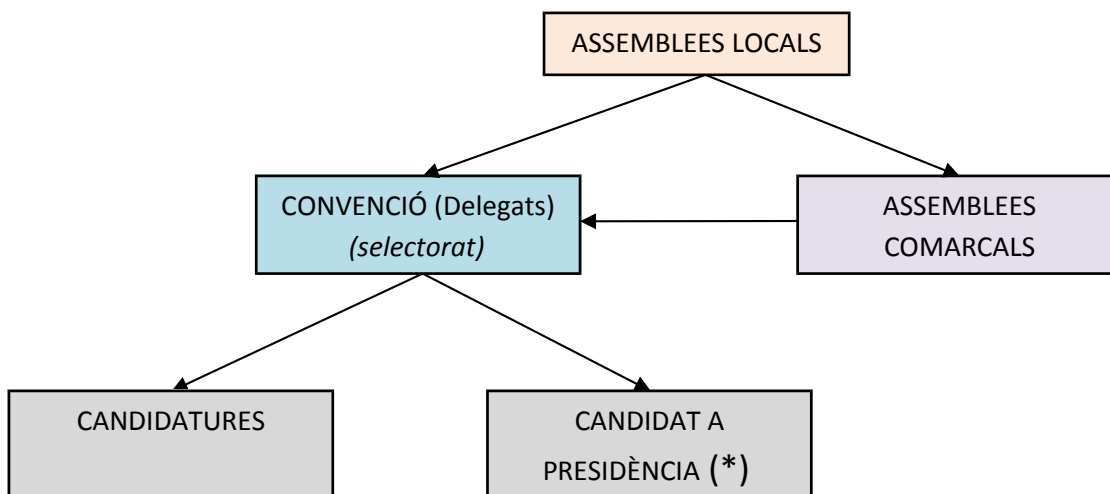 ASSEMBLEES LOCALS
CONVENCIÓ (Delegats)
(selectorat)
ASSEMBLEES
COMARCALS
CANDIDATURES
CANDIDAT A
PRESIDÈNCIA (*)